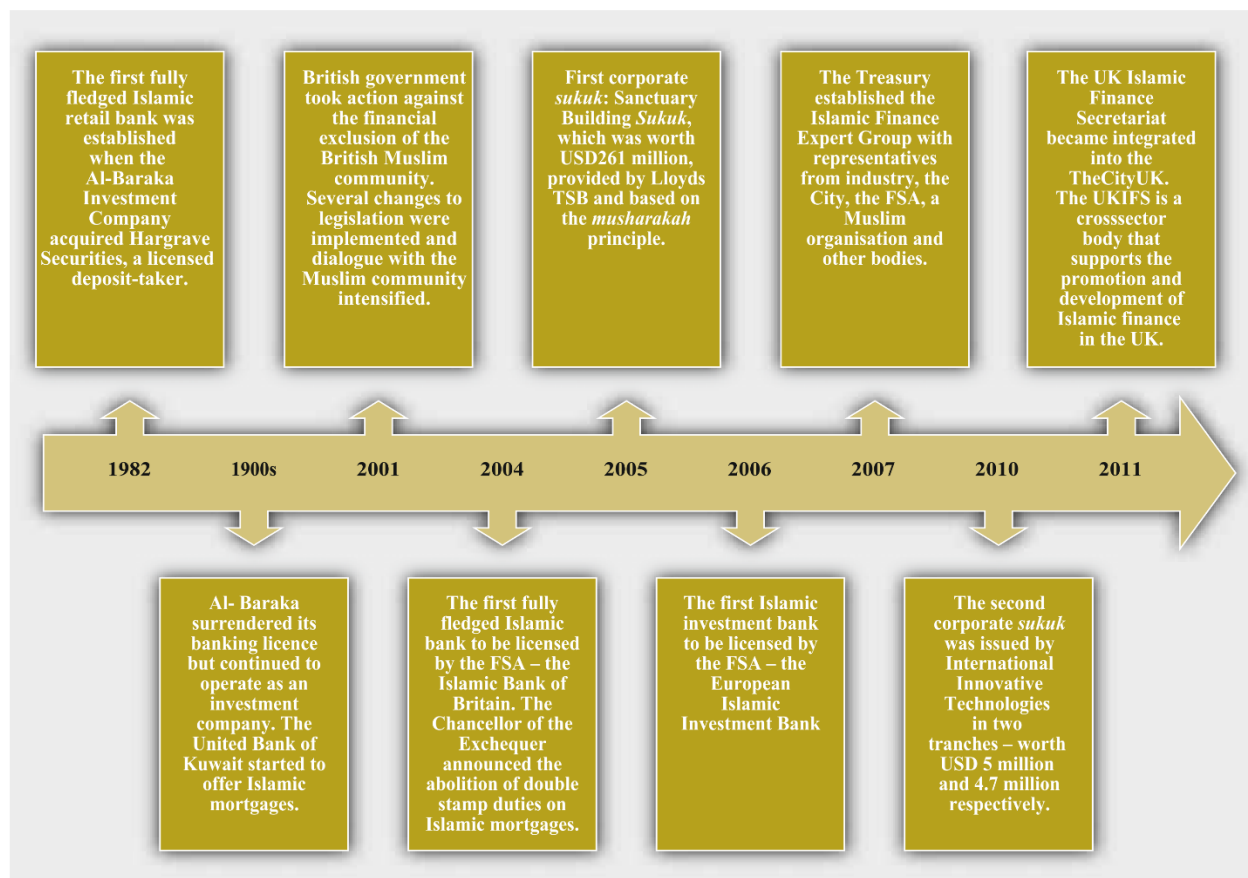 The first fully
fledged Islamic
retail bank was
established
when the
Al-Baraka
Investment
Company
acquired Hargrave
Securities, a licensed
deposit-taker.
British government
took action against
the financial
exclusion of the
British Muslim
community.
Several changes to
legislation were
implemented and
dialogue with the
Muslim community
intensified.
First corporate
sukuk: Sanctuary
Building Sukuk,
which was worth
USD261 million,
provided by Lloyds
TSB and based on
the musharakah
principle.
The Treasury
established the
Islamic Finance
Expert Group with
representatives
from industry, the
City, the FSA, a
Muslim
organisation and
other bodies.
The UK Islamic
Finance
Secretariat
became integrated
into the
TheCityUK.
The UKIFS is a
crosssector
body that
supports the
promotion and
development of
Islamic finance
in the UK.
1982 1900s 2001 2004 2005 2006 2007 2010 2011
Al- Baraka
surrendered its
banking licence
but continued to
operate as an
investment
company. The
United Bank of
Kuwait started to
offer Islamic
mortgages.
The first fully
fledged Islamic
bank to be licensed
by the FSA – the
Islamic Bank of
Britain. The
Chancellor of the
Exchequer
announced the
abolition of double
stamp duties on
Islamic mortgages.
The first Islamic
investment bank
to be licensed by
the FSA – the
European
Islamic
Investment Bank
The second
corporate sukuk
was issued by
International
Innovative
Technologies
in two
tranches – worth
USD 5 million
and 4.7 million
respectively.